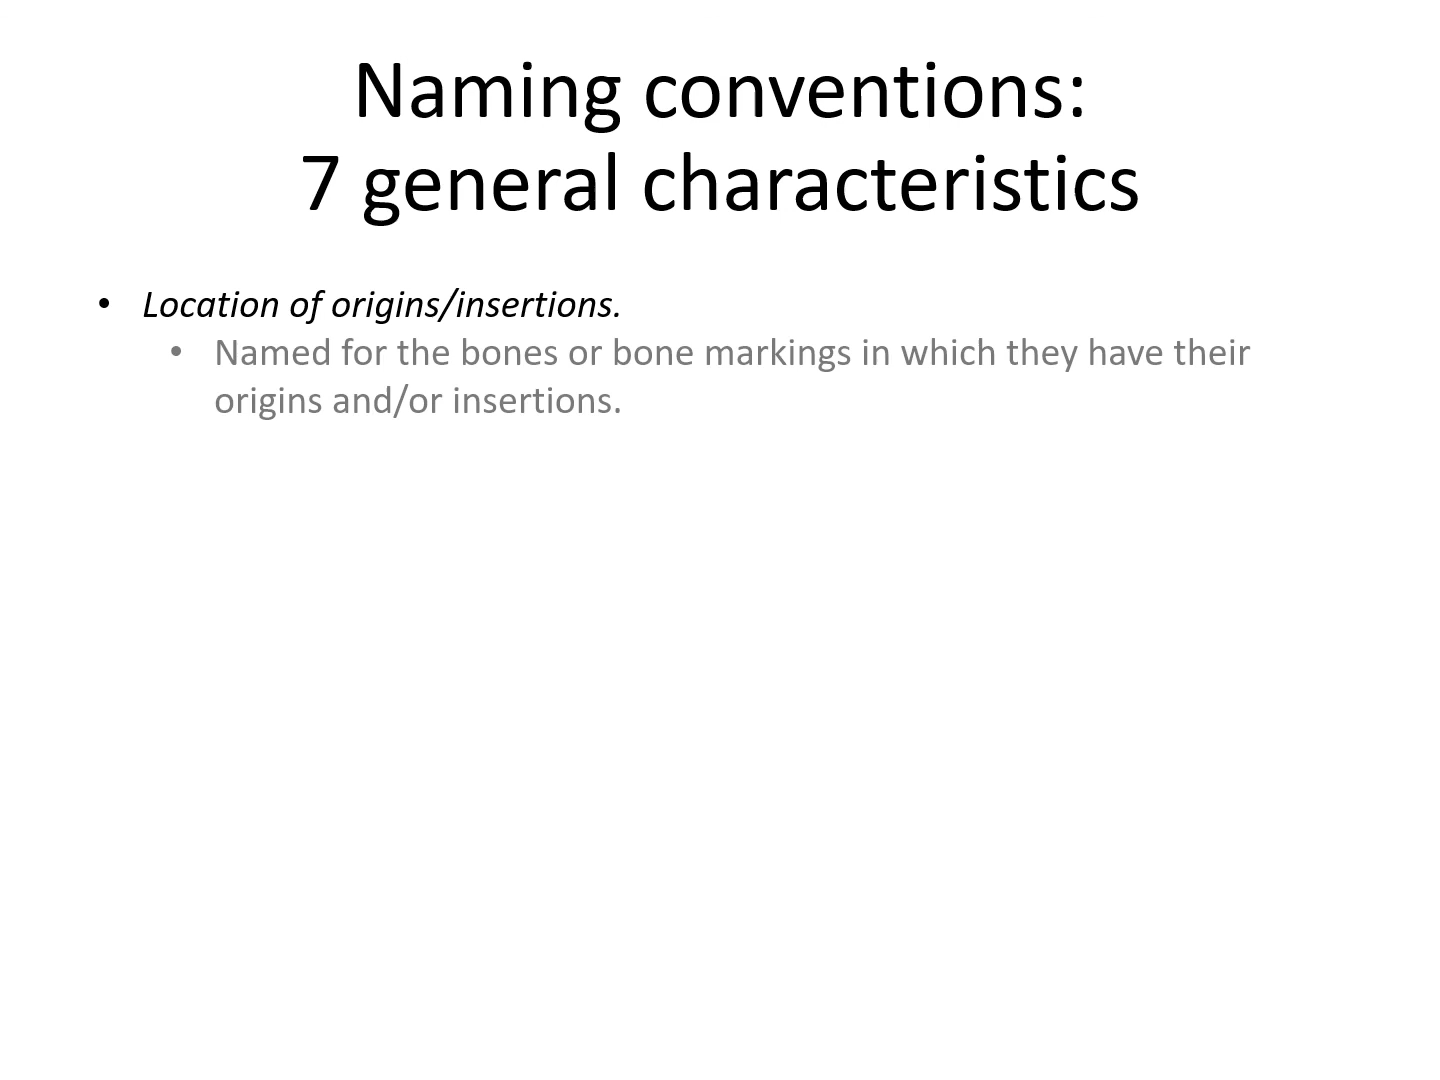 Naming conventions:
7 general characteristics
• Location of origins/insertions.
• Named for the bones or bone markings in which they have their
origins and/or insertions.